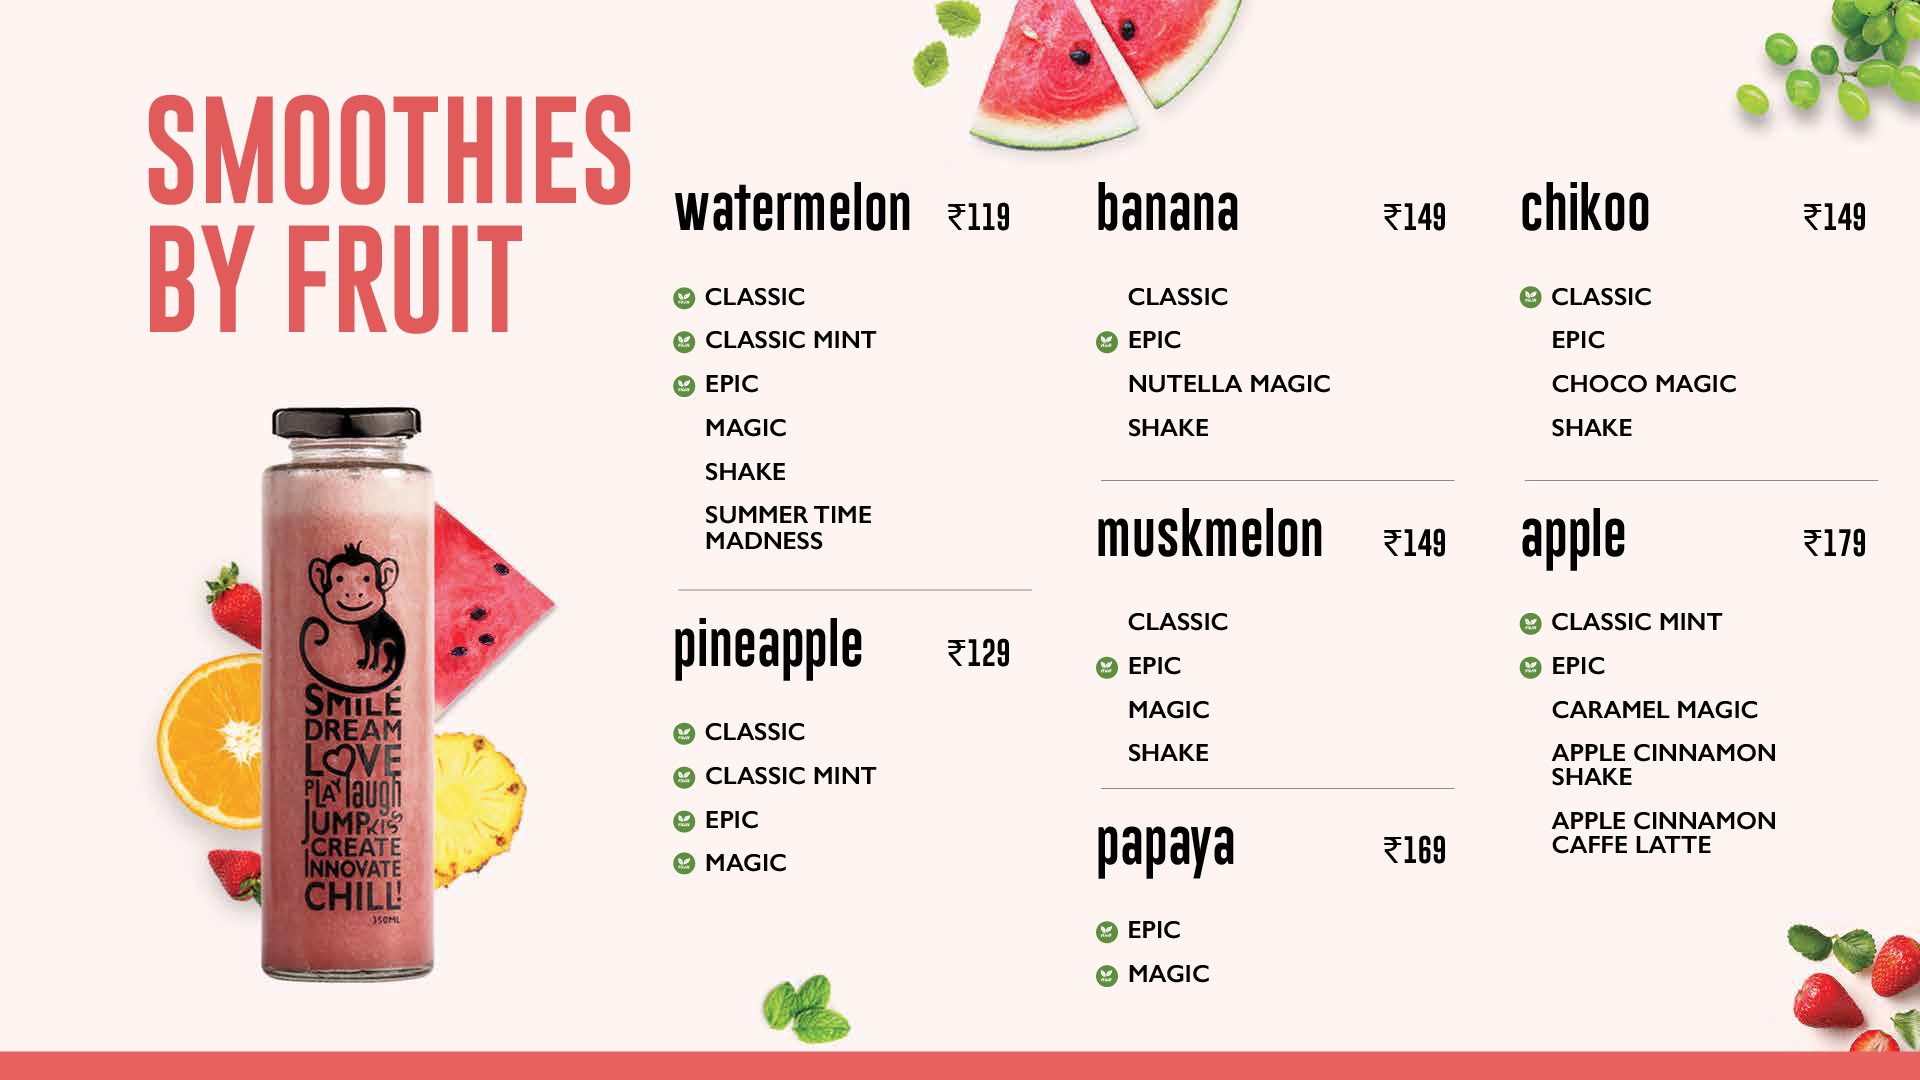 SMOOTHIES
BY FRUIT
SMILE
DREAM
LOVE
PLAY laugh
JUMP KISS
CREATE
INNOVATE
CHILL!
350ML
watermelon ₹119
CLASSIC
CLASSIC MINT
EPIC
MAGIC
SHAKE
SUMMER TIME
MADNESS
pineapple ₹129
CLASSIC
CLASSIC MINT
EPIC
MAGIC
banana ₹149
CLASSIC
EPIC
NUTELLA MAGIC
SHAKE
muskmelon ₹149
CLASSIC
EPIC
MAGIC
SHAKE
papaya ₹169
EPIC
MAGIC
chikoo ₹149
CLASSIC
EPIC
CHOCO MAGIC
SHAKE
apple ₹179
CLASSIC MINT
EPIC
CARAMEL MAGIC
APPLE CINNAMON
SHAKE
APPLE CINNAMON
CAFFE LATTE